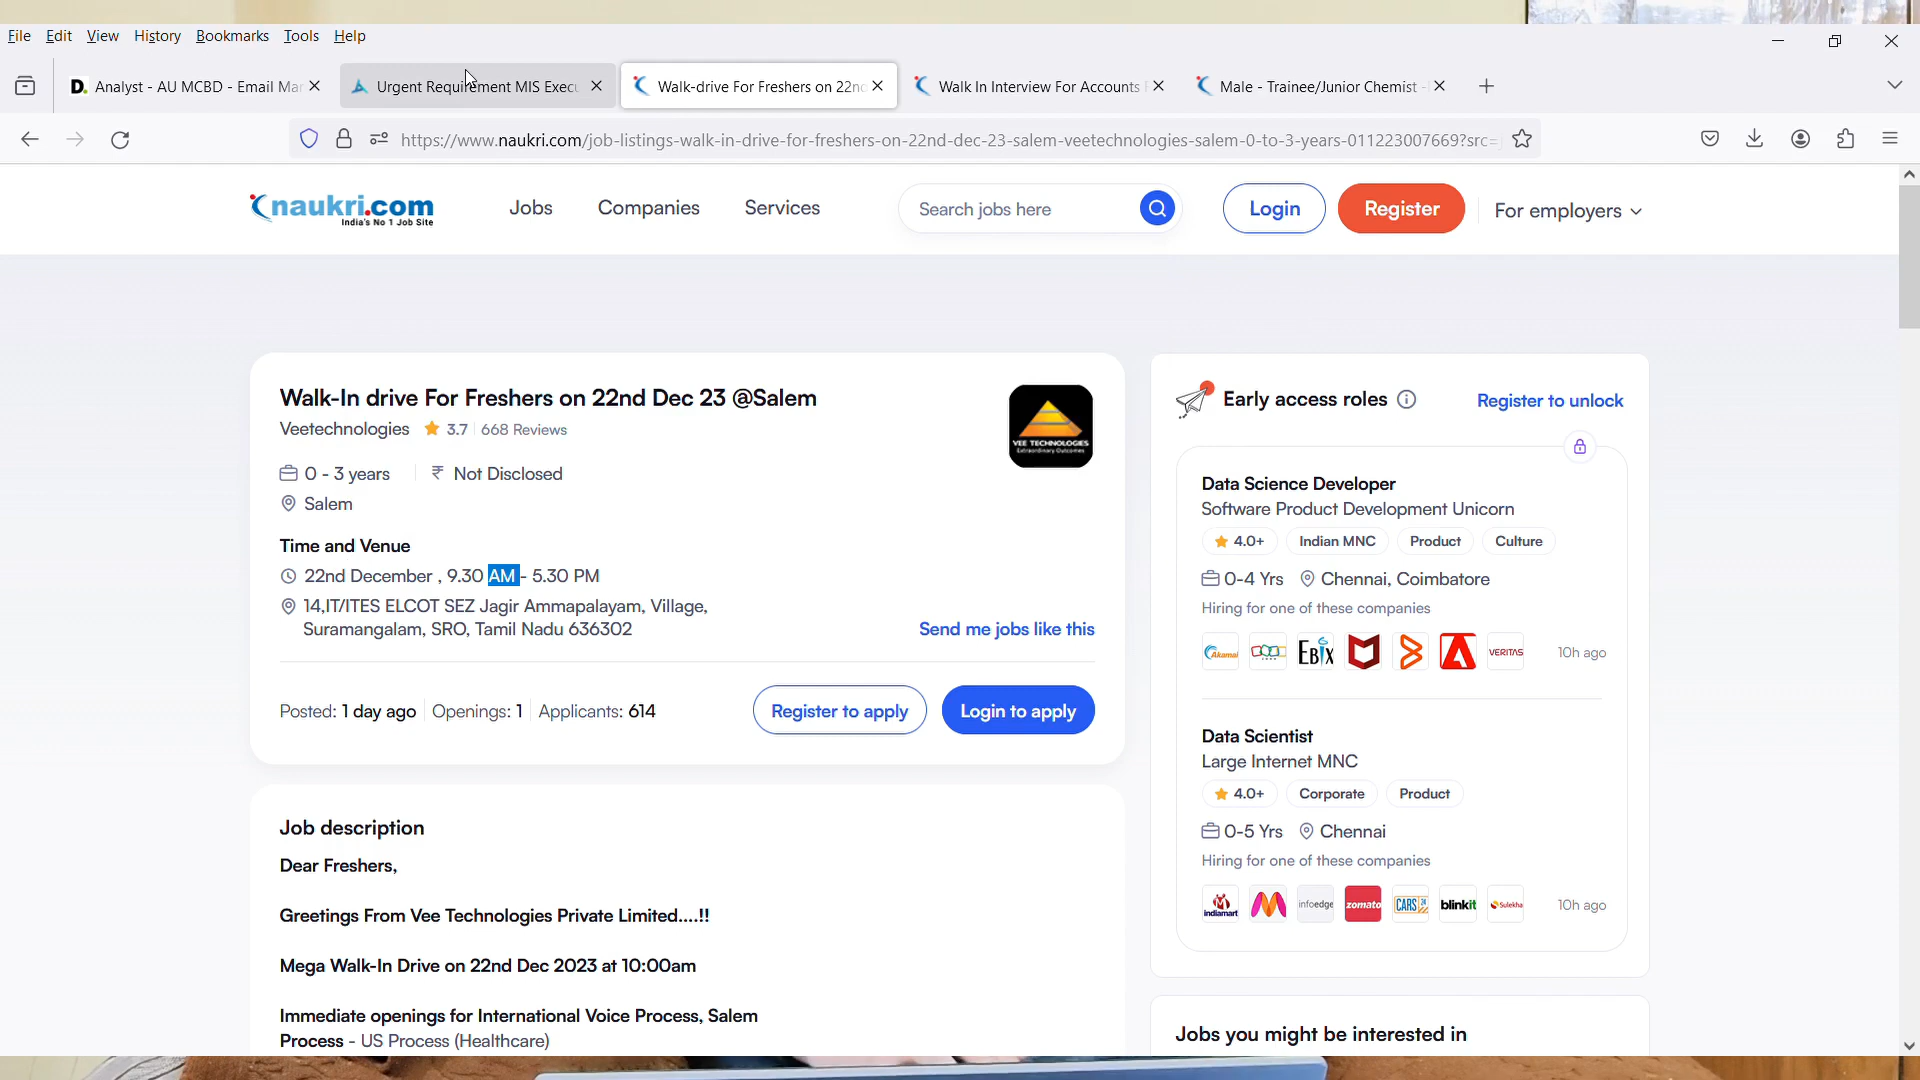 File Edit View History Bookmarks Tools Help
Analyst - AU MCBD - Email Mar
Urgent Requirement MIS Execu
Walk-drive For Freshers on 22nd
Walk In Interview For Accounts
Male - Trainee/Junior Chemist -
https://www.naukri.com/job-listings-walk-in-drive-for-freshers-on-22nd-dec-23-salem-veetechnologies-salem-0-to-3-years-011223007669?src=
naukri.com
India's No 1 Job Site
Jobs Companies Services
Search jobs here
Login
Register
For employers
Walk-In drive For Freshers on 22nd Dec 23 @Salem
Veetechnologies 3.7 668 Reviews
0 - 3 years ₹ Not Disclosed
Salem
Time and Venue
22nd December , 9.30 AM - 5.30 PM
14,IT/ITES ELCOT SEZ Jagir Ammapalayam, Village,
Suramangalam, SRO, Tamil Nadu 636302
Send me jobs like this
VEE TECHNOLOGIES
Extraordinary Outcomes
Posted: 1 day ago Openings: 1 Applicants: 614
Register to apply
Login to apply
Job description
Dear Freshers,
Greetings From Vee Technologies Private Limited....!!
Mega Walk-In Drive on 22nd Dec 2023 at 10:00am
Immediate openings for International Voice Process, Salem
Process - US Process (Healthcare)
Early access roles
Register to unlock
Data Science Developer
Software Product Development Unicorn
4.0+ Indian MNC Product Culture
0-4 Yrs Chennai, Coimbatore
Hiring for one of these companies
Akamai
EBIX
VERITAS
10h ago
Data Scientist
Large Internet MNC
4.0+ Corporate Product
0-5 Yrs Chennai
Hiring for one of these companies
indiamart
infoedge
zomato
CARS24
blinkit
Sulekha
10h ago
Jobs you might be interested in